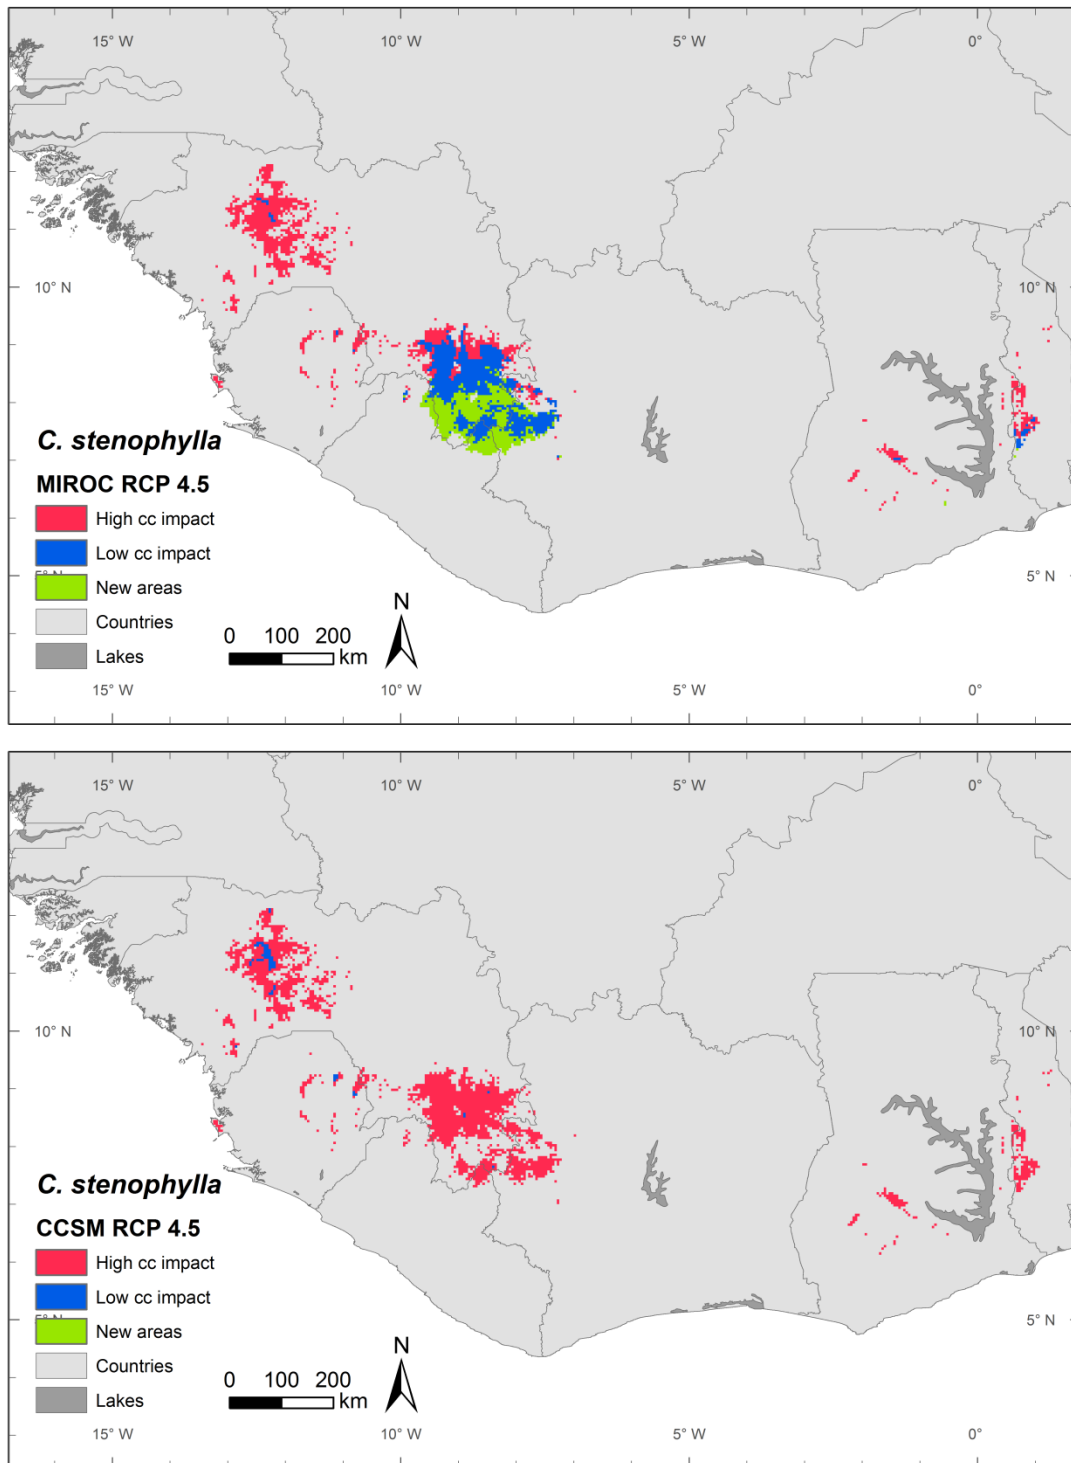 15° W 10° W 5° W 0°
10° N 10° N
C. stenophylla
MIROC RCP 4.5
High cc impact
Low cc impact
New areas
5° N 5° N
Countries
Lakes
N
0 100 200
km
15° W 10° W 5° W 0°
15° W 10° W 5° W 0°
10° N 10° N
C. stenophylla
CCSM RCP 4.5
High cc impact
Low cc impact
New areas
5° N 5° N
Countries
Lakes
N
0 100 200
km
15° W 10° W 5° W 0°